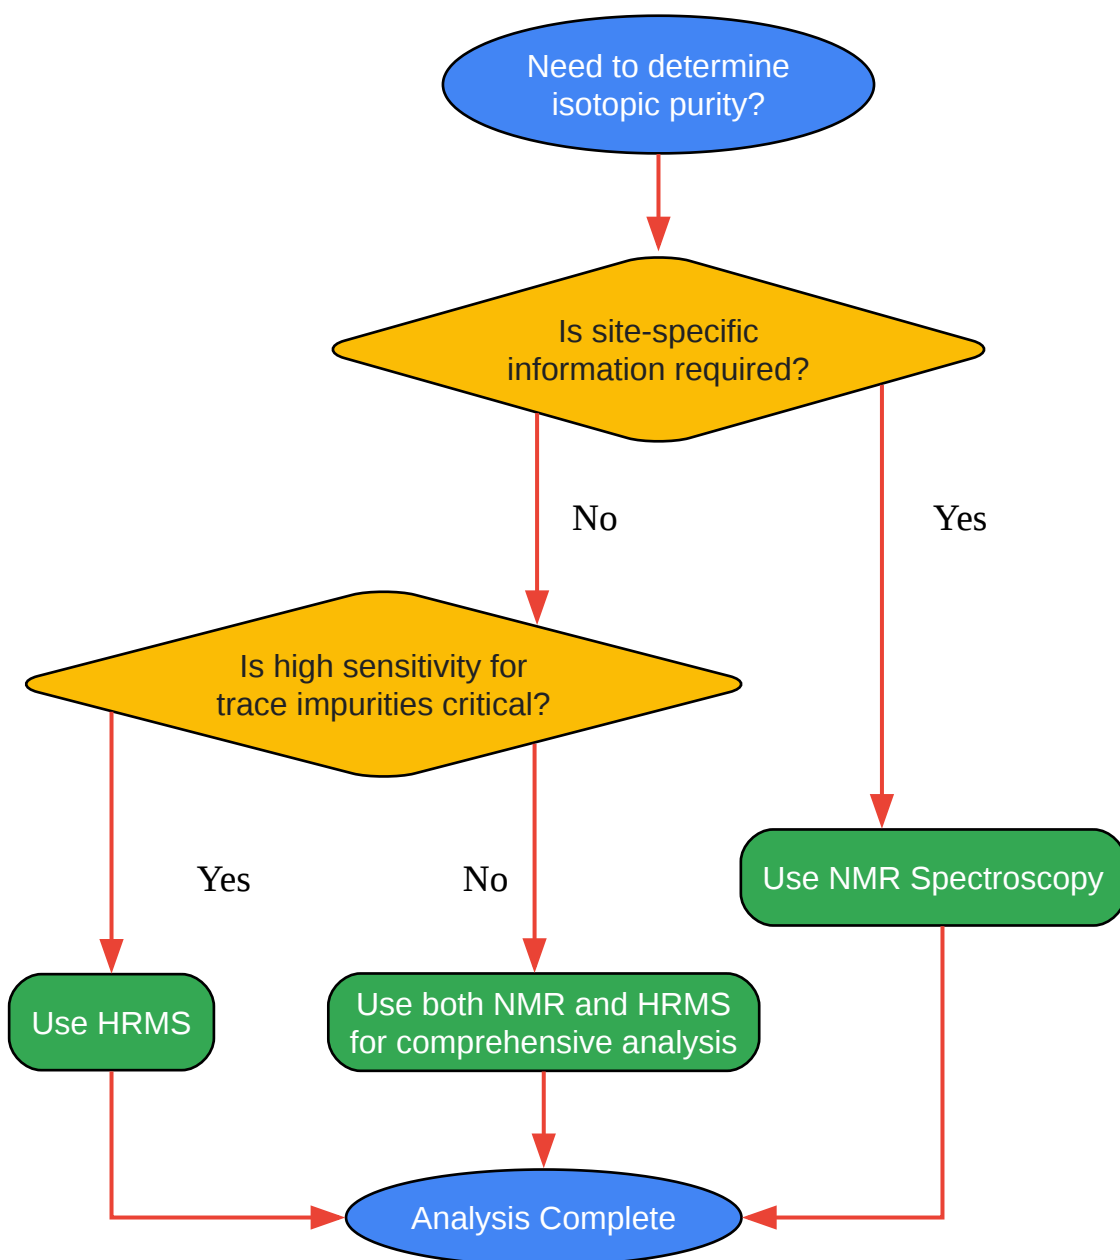 Need to determine
isotopic purity?
Is site-specific
information required?
No
Yes
Is high sensitivity for
trace impurities critical?
Yes
No
Use NMR Spectroscopy
Use HRMS
Use both NMR and HRMS
for comprehensive analysis
Analysis Complete